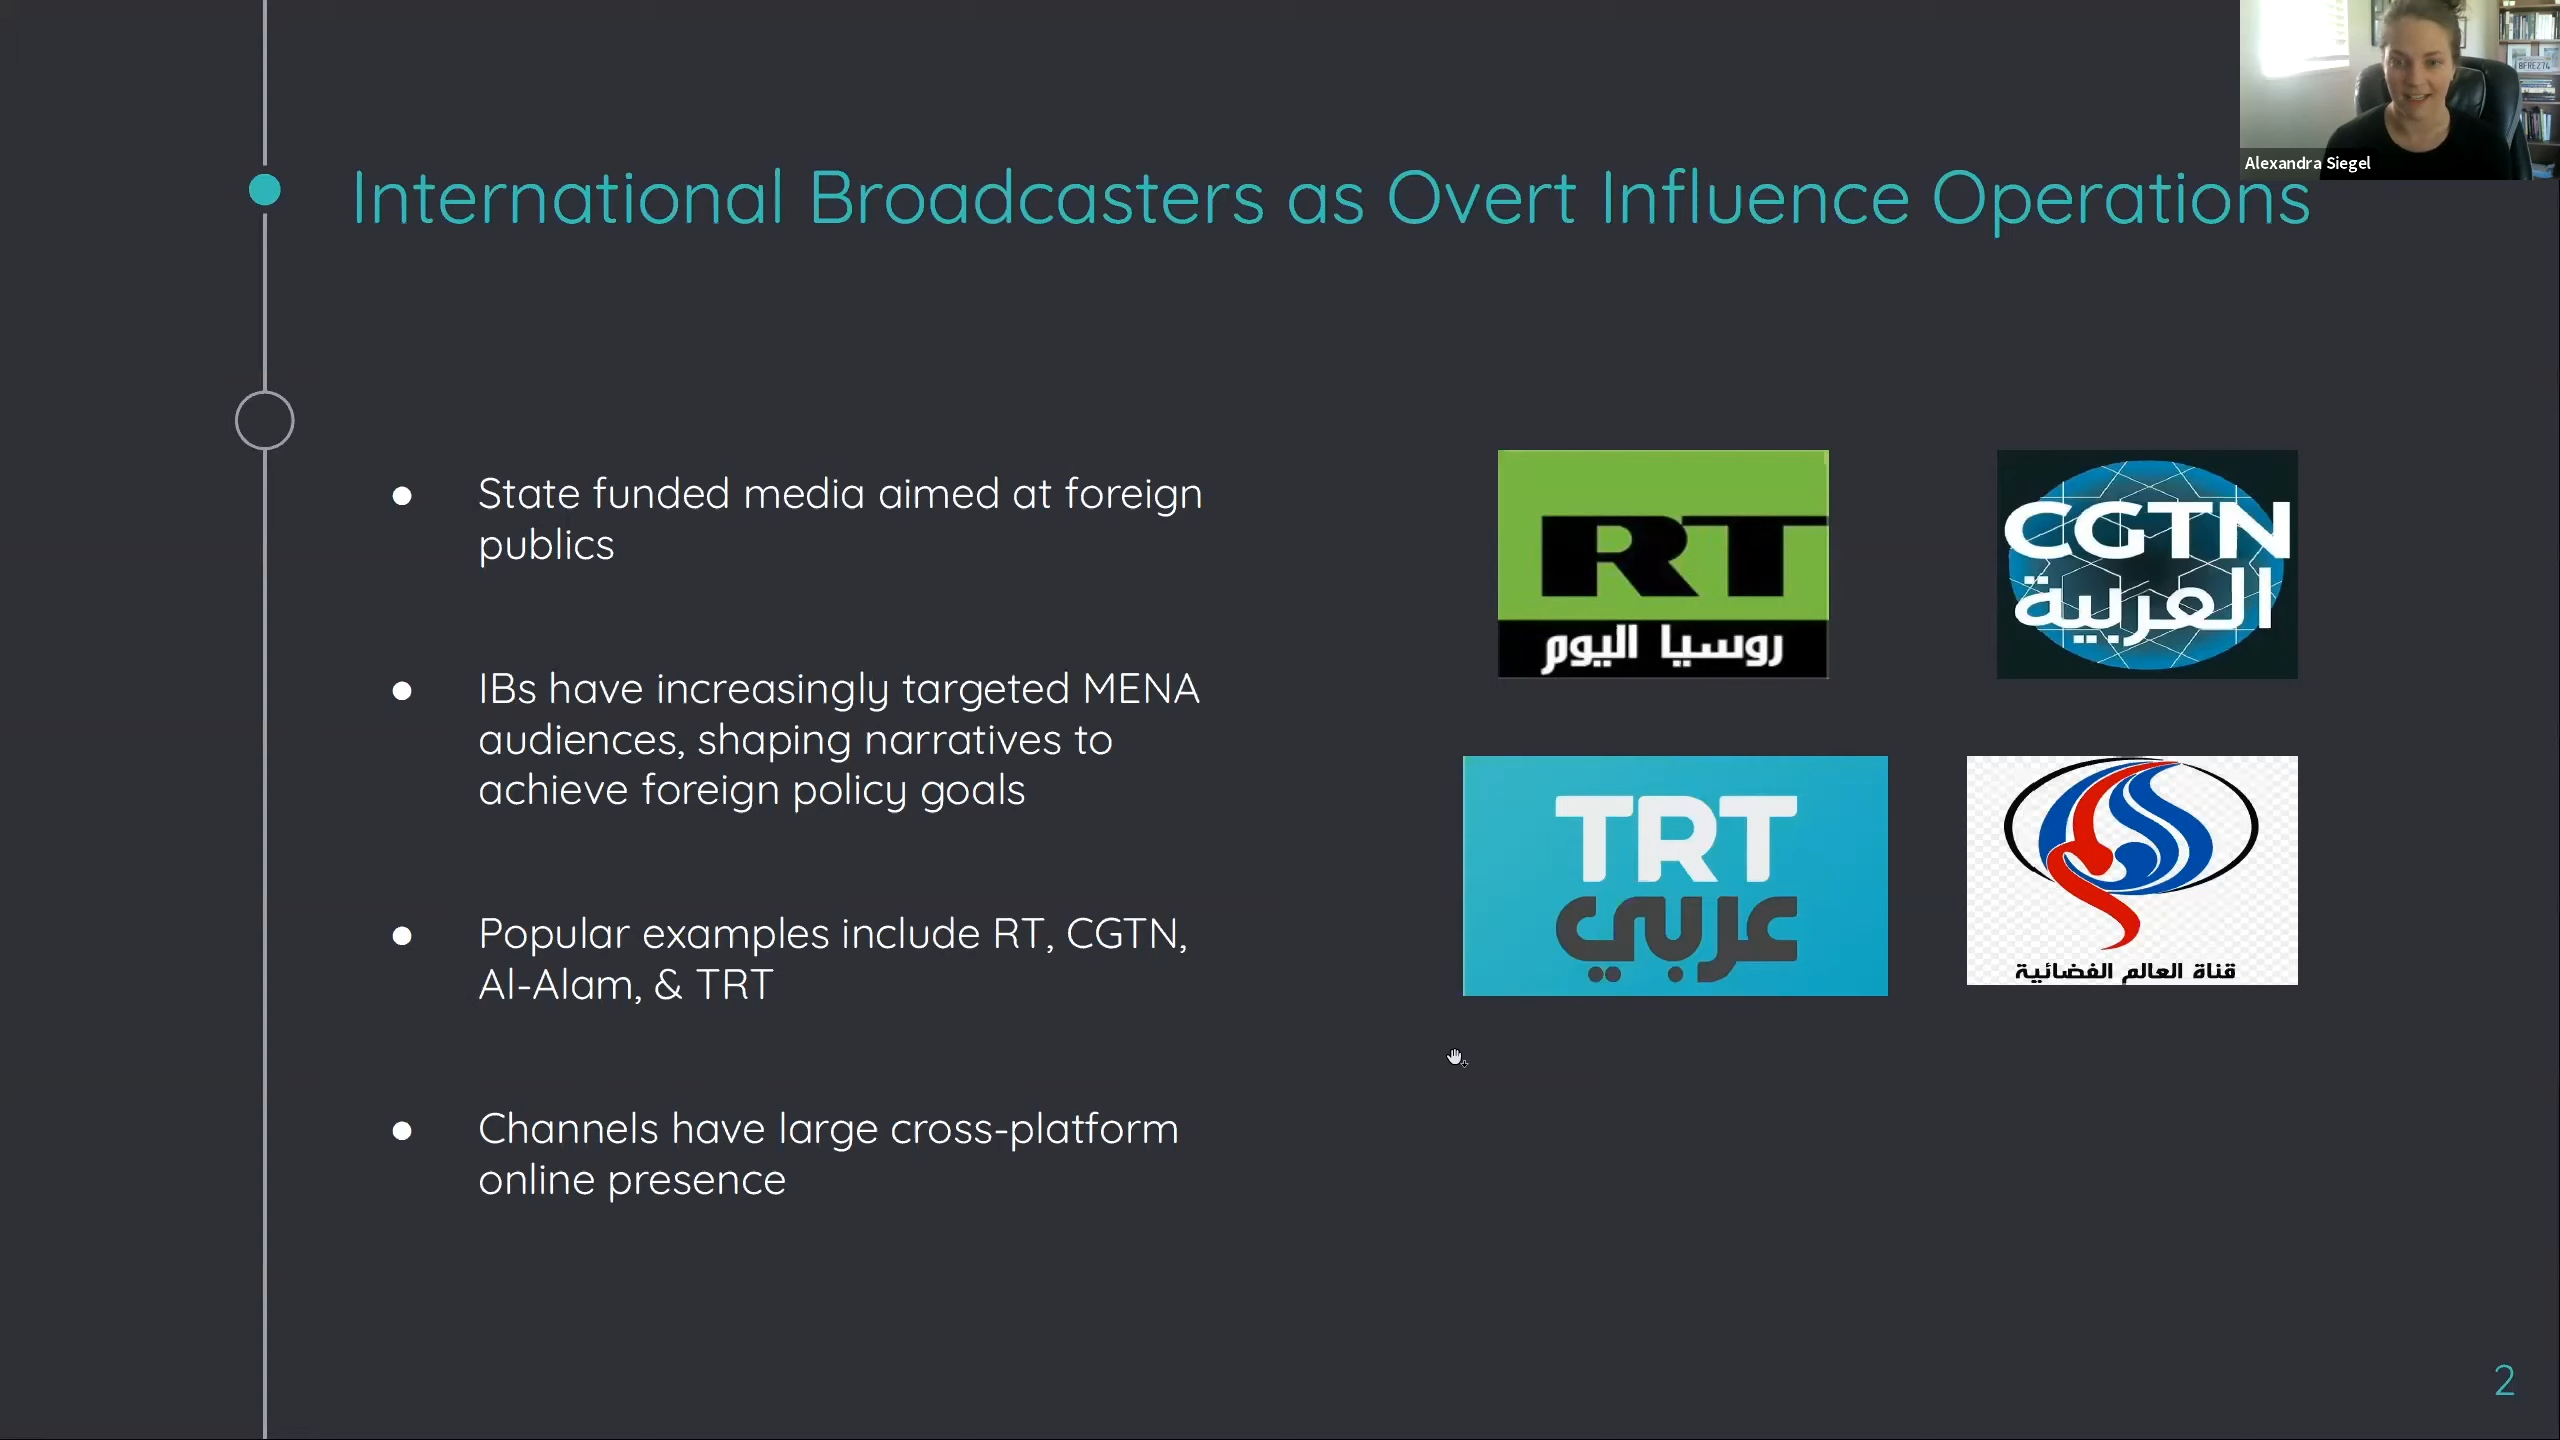 8FREZ74
Alexandra Siegel
International Broadcasters as Overt Influence Operations
● State funded media aimed at foreign
publics
● IBs have increasingly targeted MENA
audiences, shaping narratives to
achieve foreign policy goals
● Popular examples include RT, CGTN,
Al-Alam, & TRT
● Channels have large cross-platform
online presence
RT
روسيا اليوم
CGTN
العربية
TRT
عربي
قناة العالم الفضائية
2